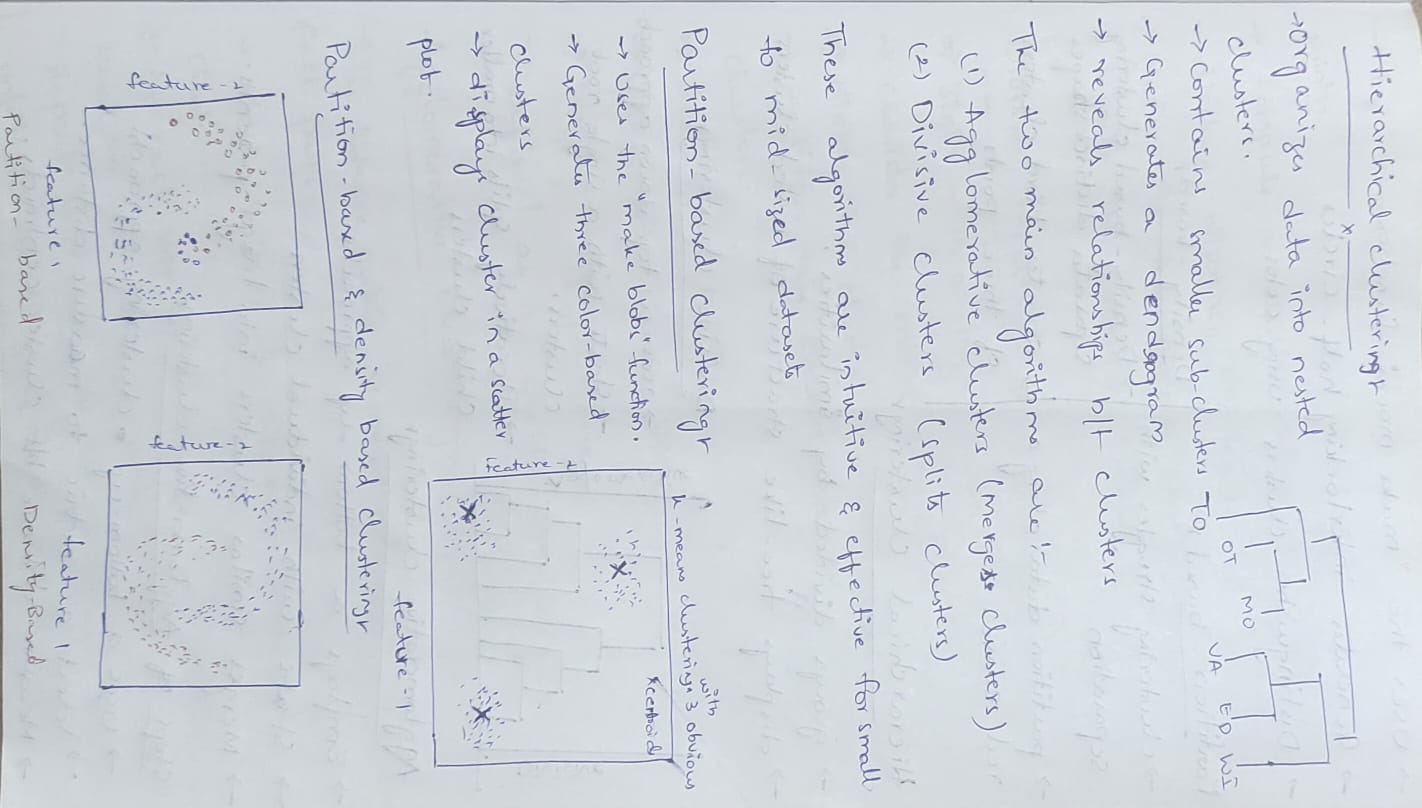 Hierarchical clustering
x
→ organizes data into nested
clusters.
→ Contains smaller sub-clusters
→ Generates a dendogram
→ reveals relationships b/t clusters
TO OT MO VA ED WI
The two main algorithms are :-
(1) Agglomerative clusters (merges clusters)
(2) Divisive clusters (splits clusters)
These algorithms are intuitive & effective for small
to mid-sized datasets
Partition-based clustering
→ Uses the "make blobs" function.
→ Generates three color-based
clusters
→ displays cluster in a scatter
plot.
k-means clustering with 3 obvious
x centroid
feature-2
feature-1
Partition-based & density based clustering
feature-2
feature 1
Partition-based
feature-2
feature 1
Density-Based